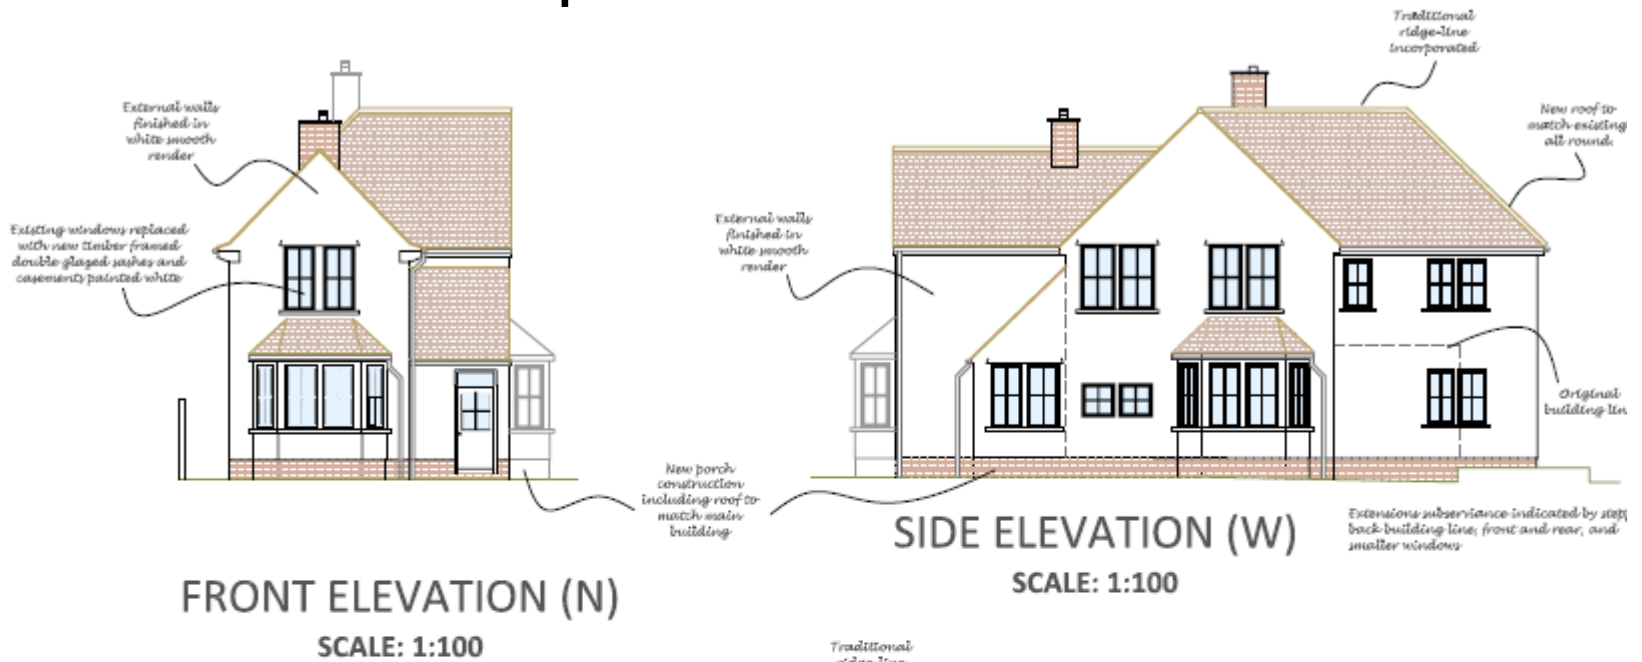 Traditional
ridge-line
incorporated
External walls
finished in
white smooth
render
New roof to
match existing
all round.
Existing windows replaced
with new timber framed
double glazed sashes and
casements painted white
External walls
finished in
white smooth
render
Original
building lin
New porch
construction
including roof to
match main
building
Extensions subserviance indicated by step
back building line, front and rear, and
smaller windows
SIDE ELEVATION (W)
SCALE: 1:100
FRONT ELEVATION (N)
SCALE: 1:100
Traditional
ridge-line